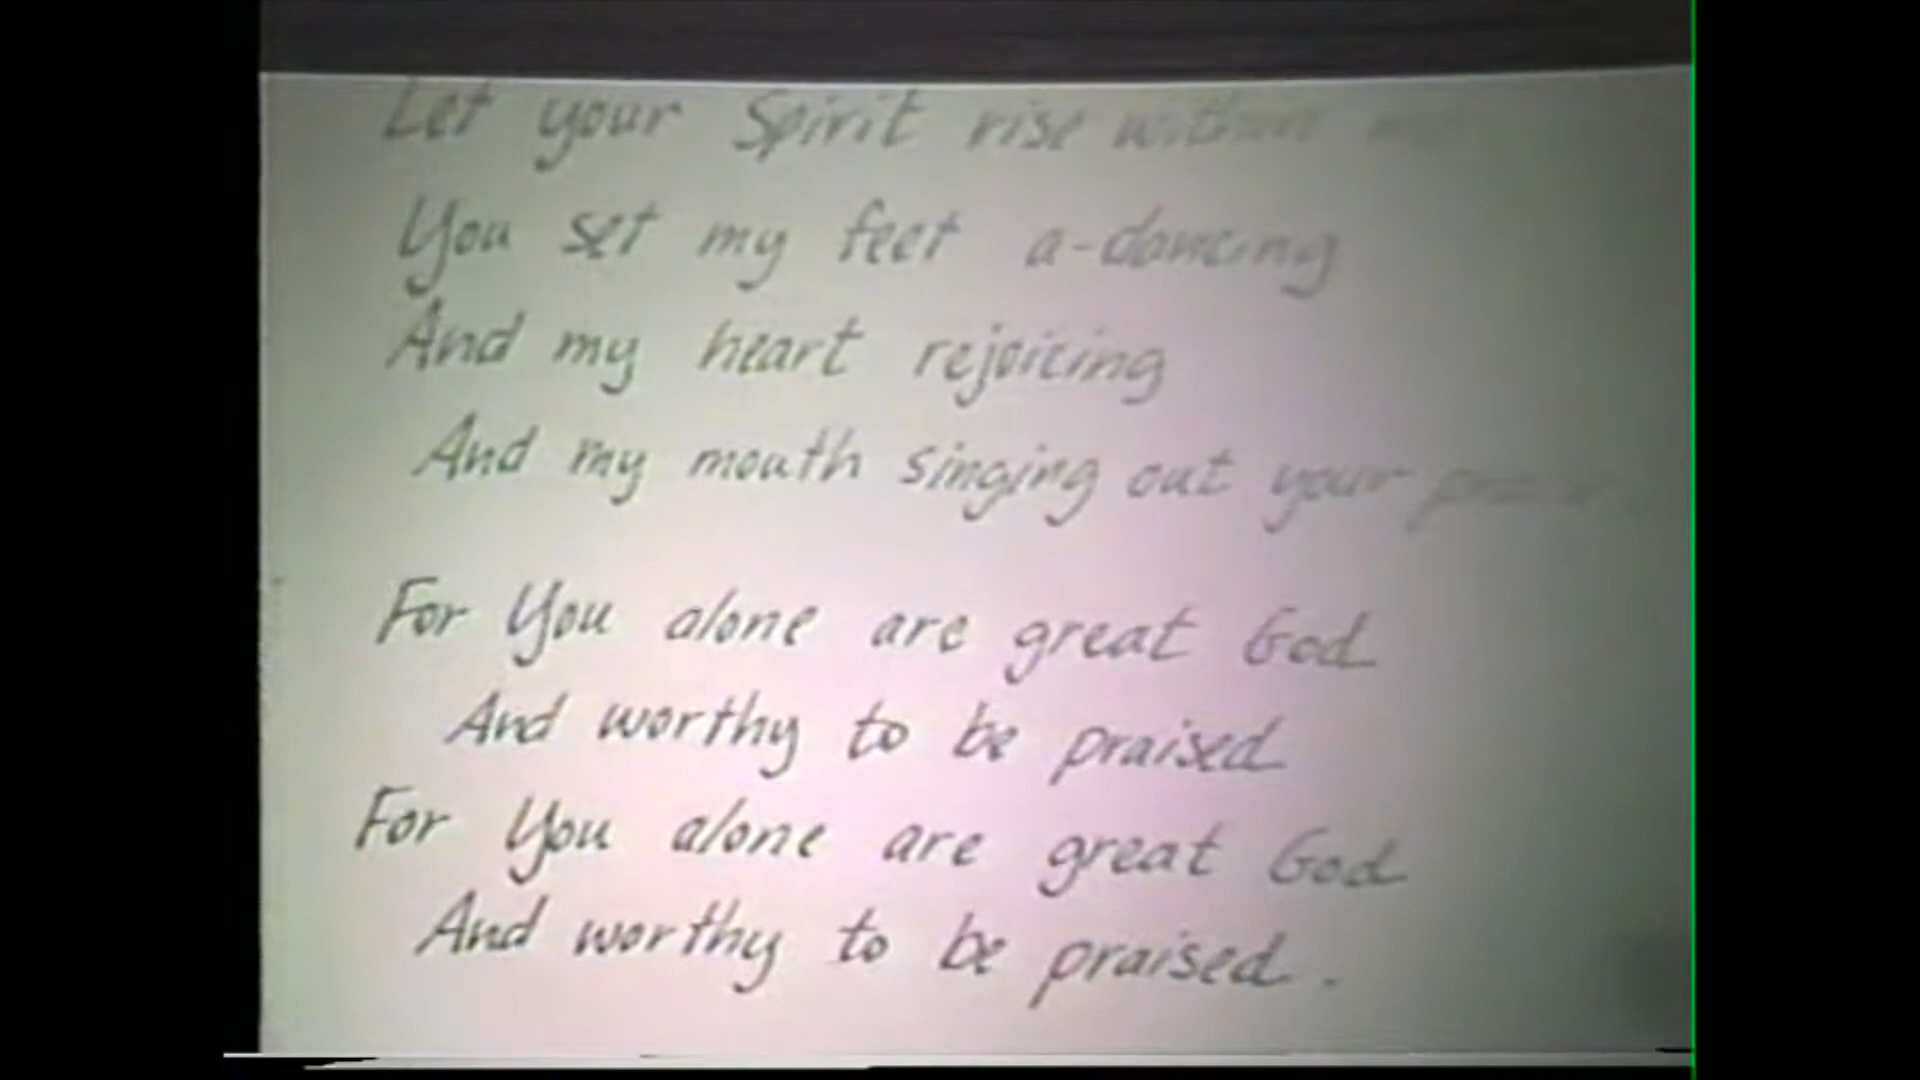 Let your Spirit rise within me
You set my feet a-dancing
And my heart rejoicing
And my mouth singing out your
For You alone are great God
And worthy to be praised
For You alone are great God
And worthy to be praised.